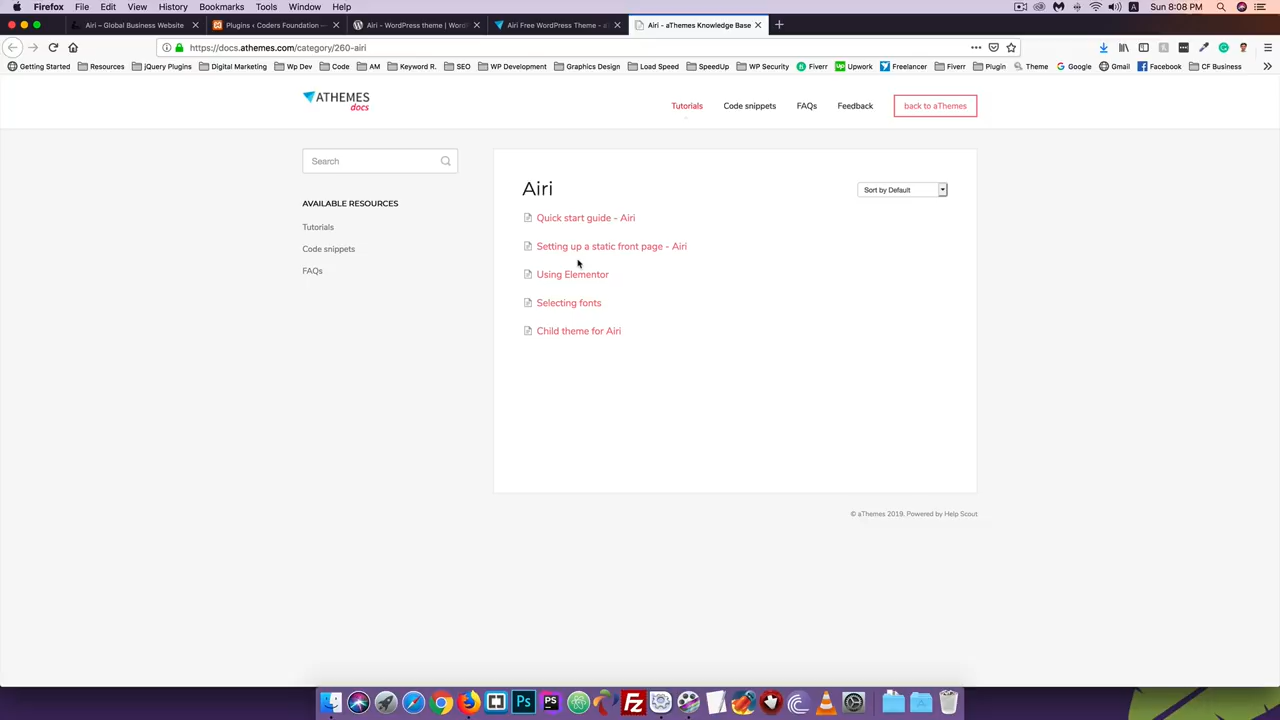 Firefox File Edit View History Bookmarks Tools Window Help
Sun 8:08 PM
Airi – Global Business Website
Plugins ‹ Coders Foundation —
Airi – WordPress theme | Word
Airi Free WordPress Theme - a
Airi - aThemes Knowledge Base
https://docs.athemes.com/category/260-airi
Getting Started Resources jQuery Plugins Digital Marketing Wp Dev Code AM Keyword R. SEO WP Development Graphics Design Load Speed SpeedUp WP Security Fiverr Upwork Freelancer Fiverr Plugin Theme Google Gmail Facebook CF Business
ATHEMES
docs
Tutorials Code snippets FAQs Feedback back to aThemes
Search
AVAILABLE RESOURCES
Tutorials
Code snippets
FAQs
Airi
Sort by Default
Quick start guide - Airi
Setting up a static front page - Airi
Using Elementor
Selecting fonts
Child theme for Airi
© aThemes 2019. Powered by Help Scout
Ps
PS
FZ